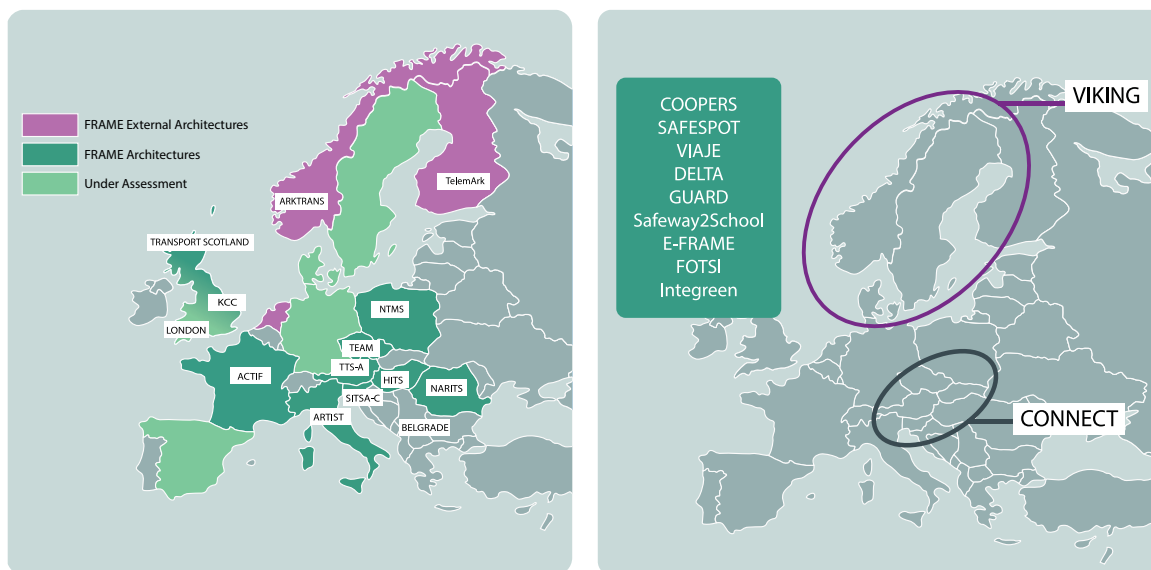 FRAME External Architectures
FRAME Architectures
Under Assessment
TelemArk
ARKTRANS
TRANSPORT SCOTLAND
KCC
NTMS
LONDON
TEAM
TTS-A
ACTIF
HITS
NARITS
SITSA-C
ARTIST
BELGRADE
COOPERS
SAFESPOT
VIAJE
DELTA
GUARD
Safeway2School
E-FRAME
FOTSI
Integreen
VIKING
CONNECT